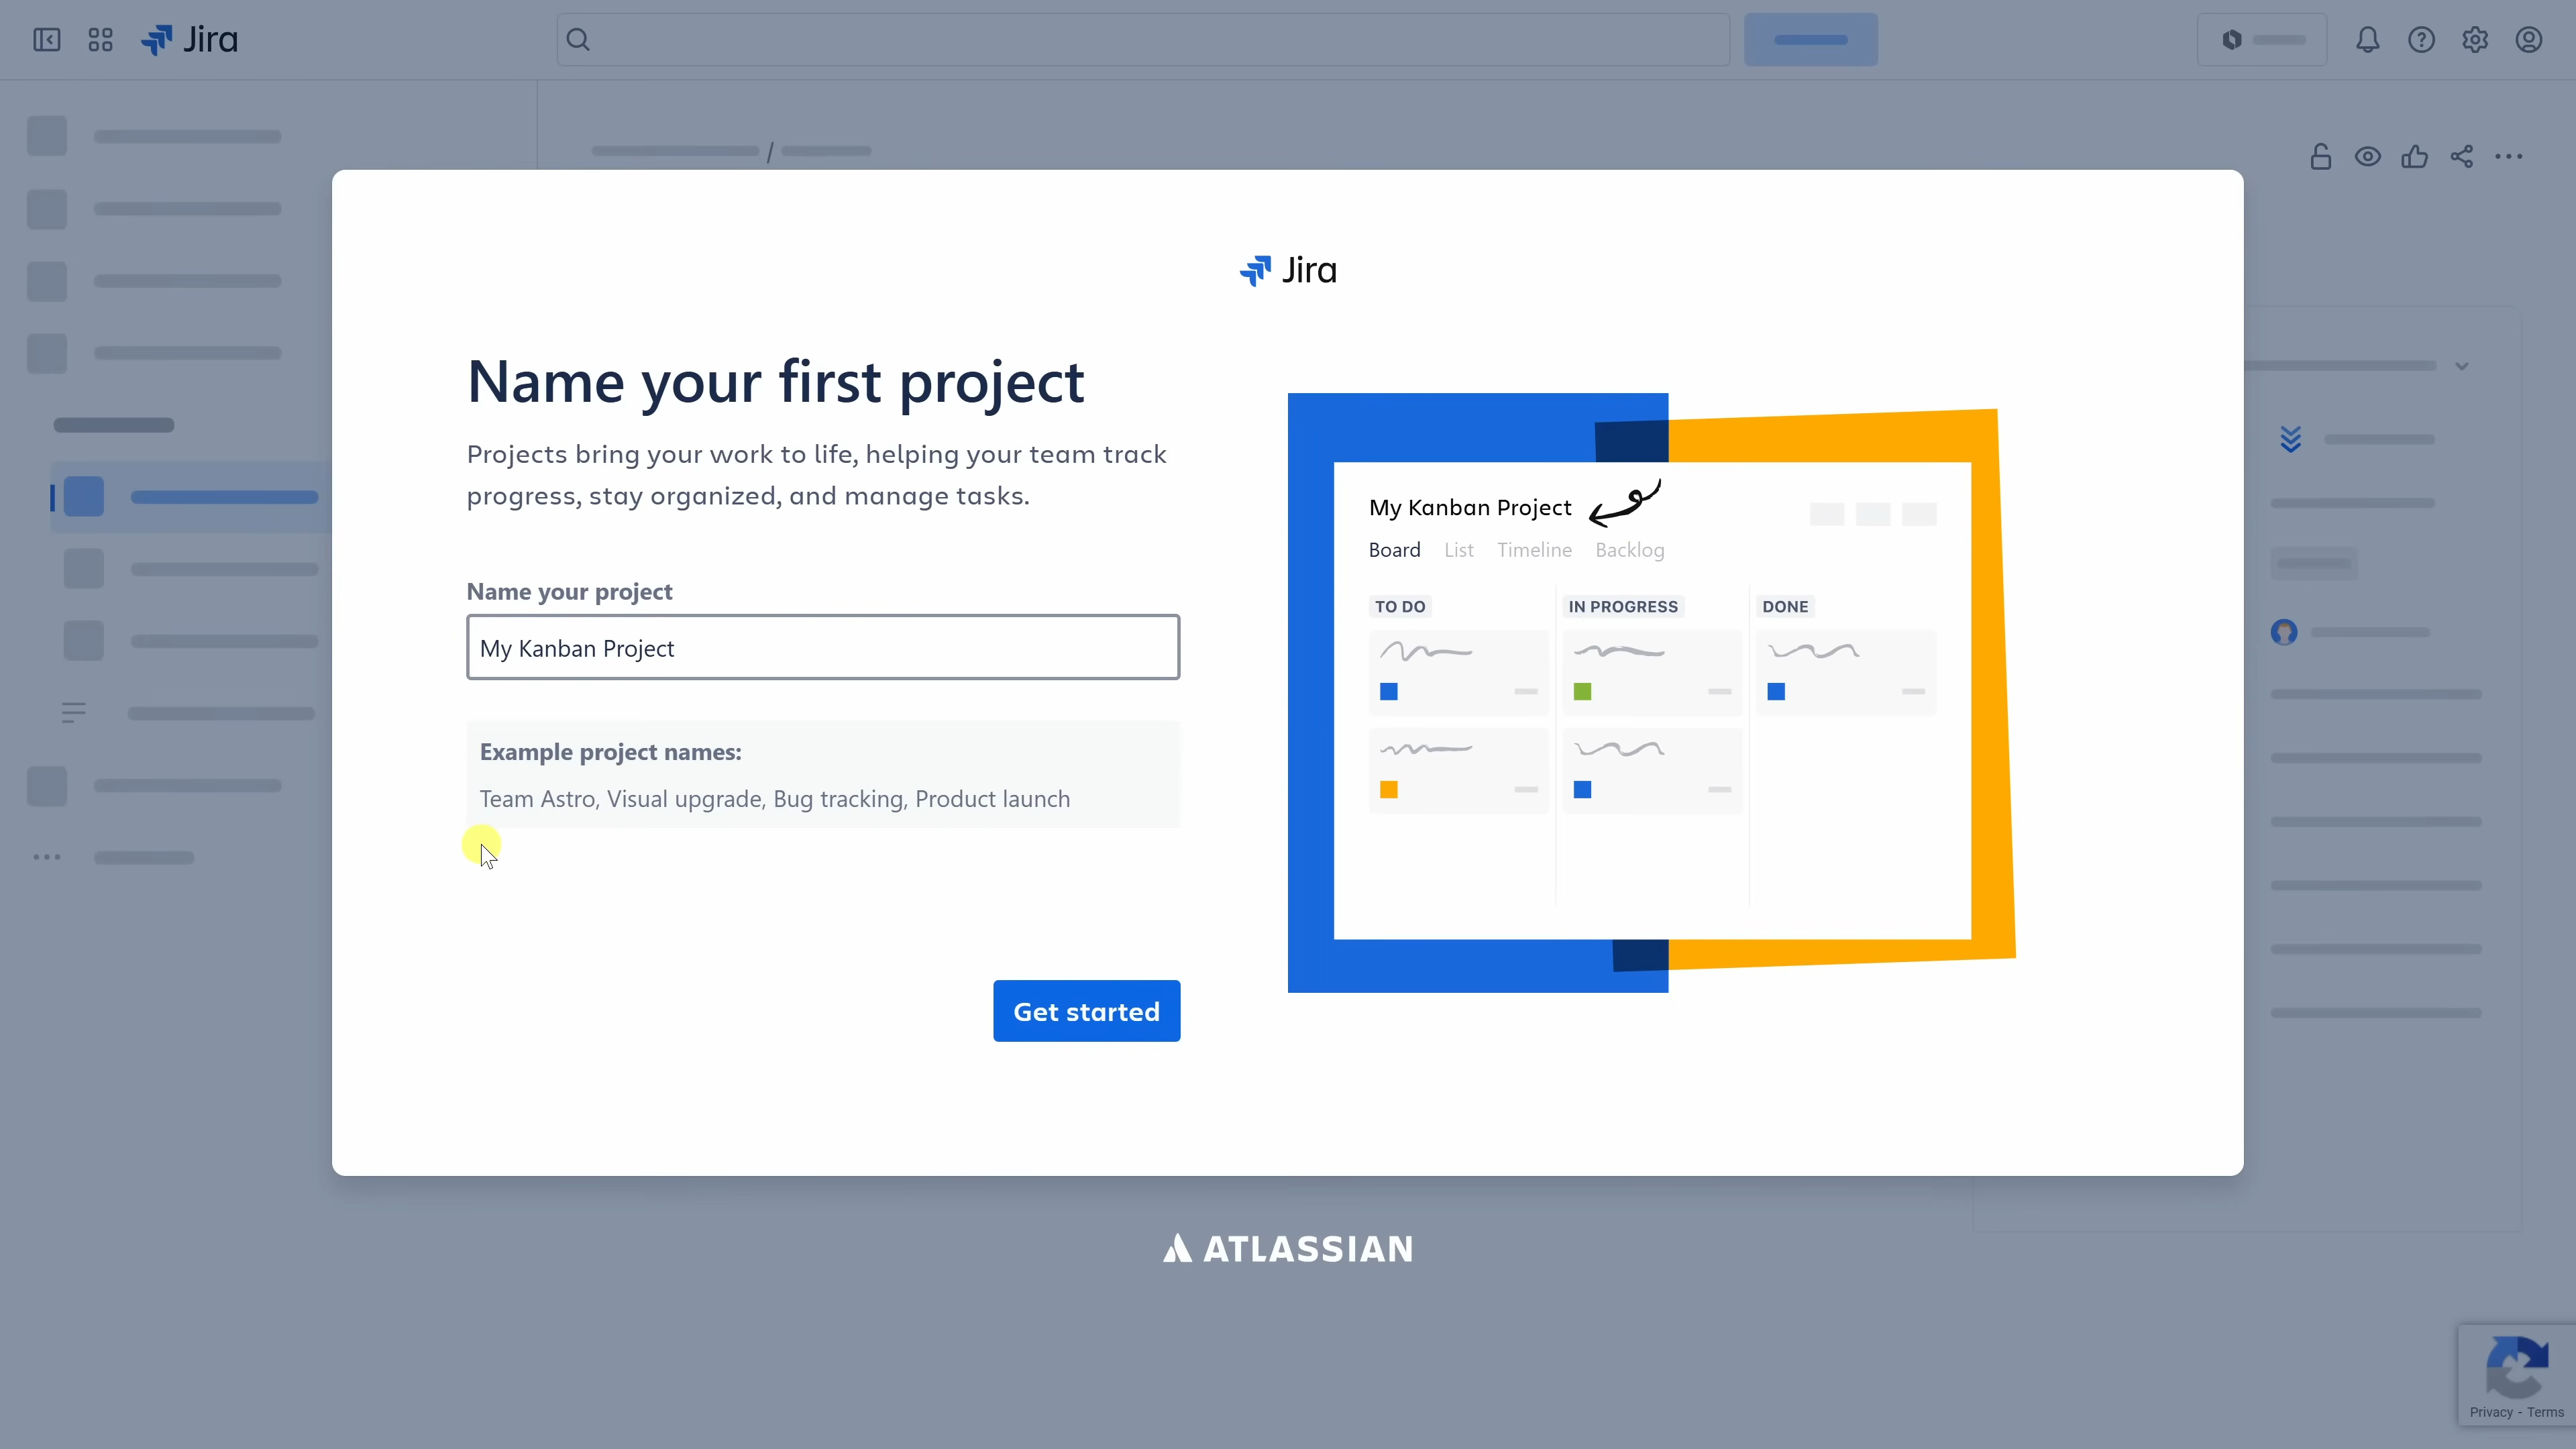 Jira
/
Jira
Name your first project
Projects bring your work to life, helping your team track
progress, stay organized, and manage tasks.
Name your project
My Kanban Project
Example project names:
Team Astro, Visual upgrade, Bug tracking, Product launch
Get started
My Kanban Project
Board List Timeline Backlog
TO DO IN PROGRESS DONE
ATLASSIAN
Privacy - Terms